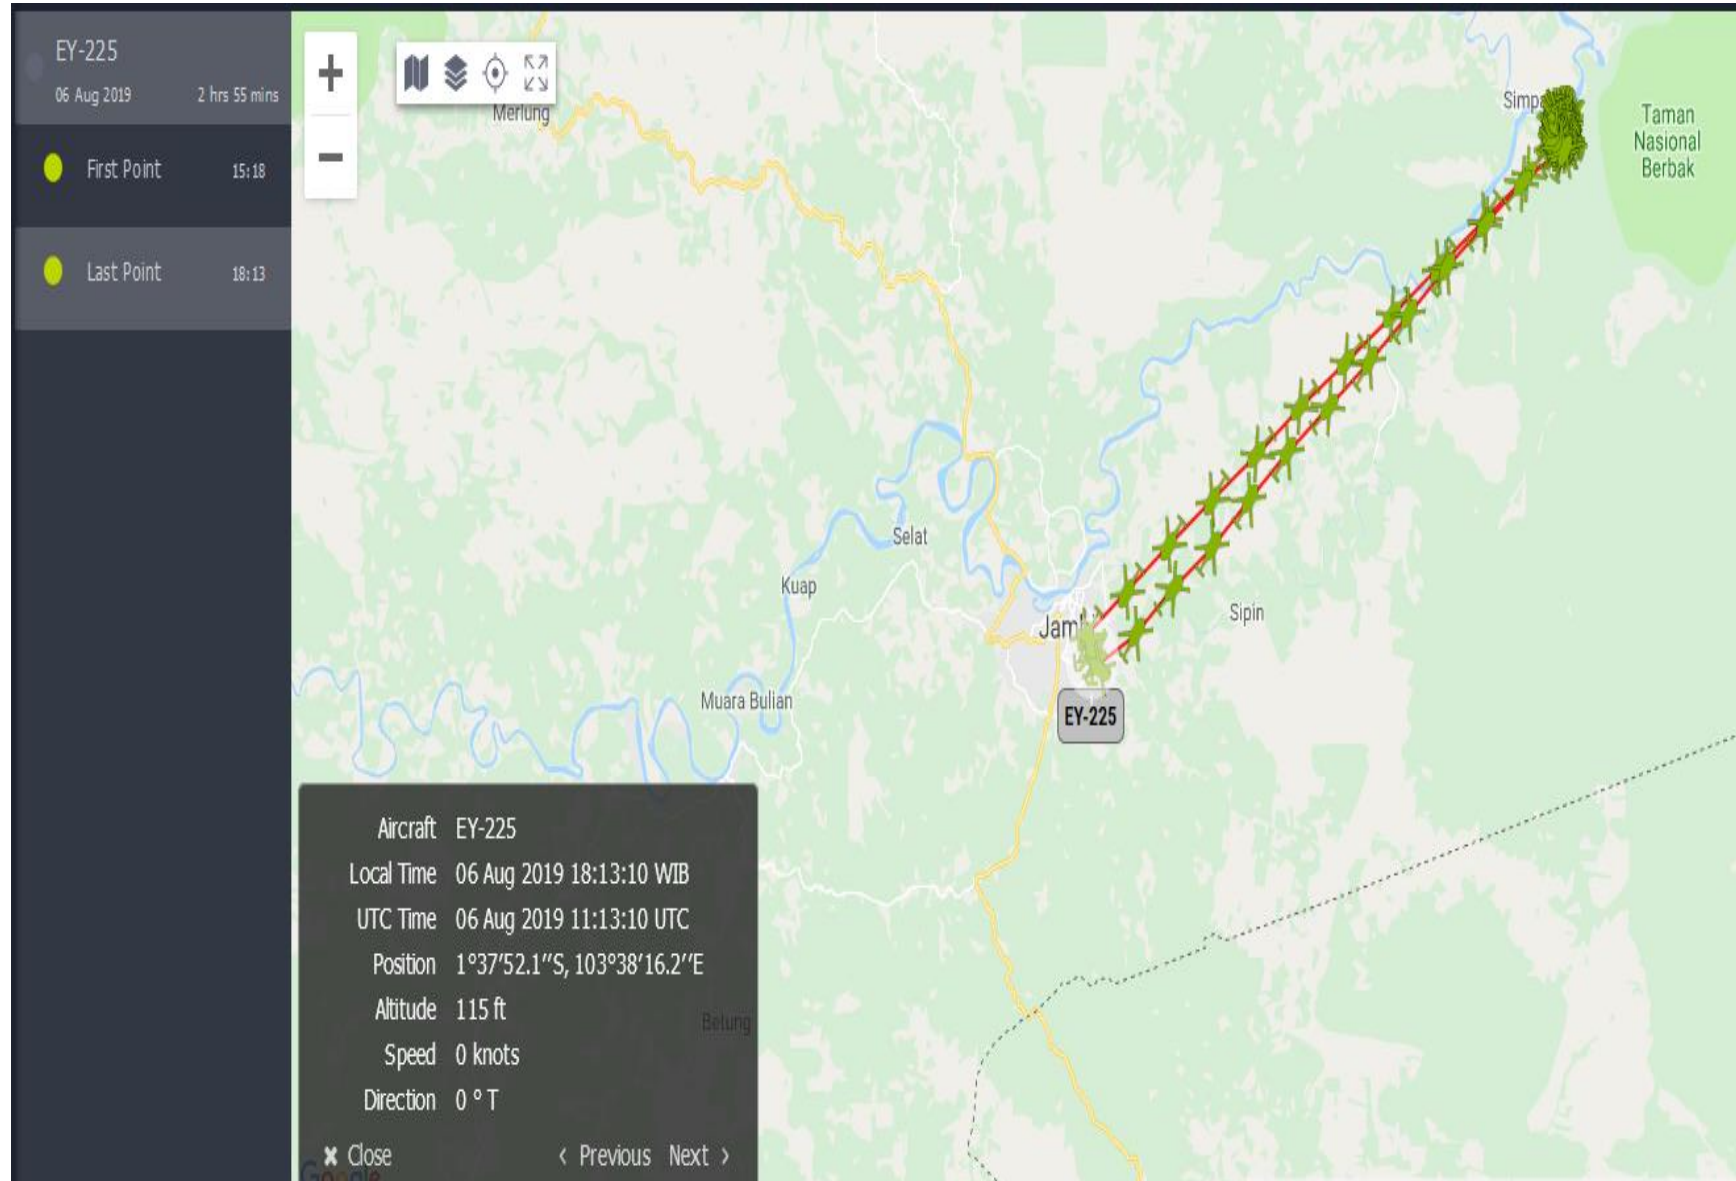 EY-225
06 Aug 2019 2 hrs 55 mins
First Point 15:18
Last Point 18:13
+
−
Merlung
Taman
Nasional
Berbak
Selat
Kuap
Sipin
Muara Bulian
EY-225
Aircraft EY-225
Local Time 06 Aug 2019 18:13:10 WIB
UTC Time 06 Aug 2019 11:13:10 UTC
Position 1°37'52.1''S, 103°38'16.2''E
Altitude 115 ft
Betung
Speed 0 knots
Direction 0 ° T
✖ Close ‹ Previous Next ›
Google